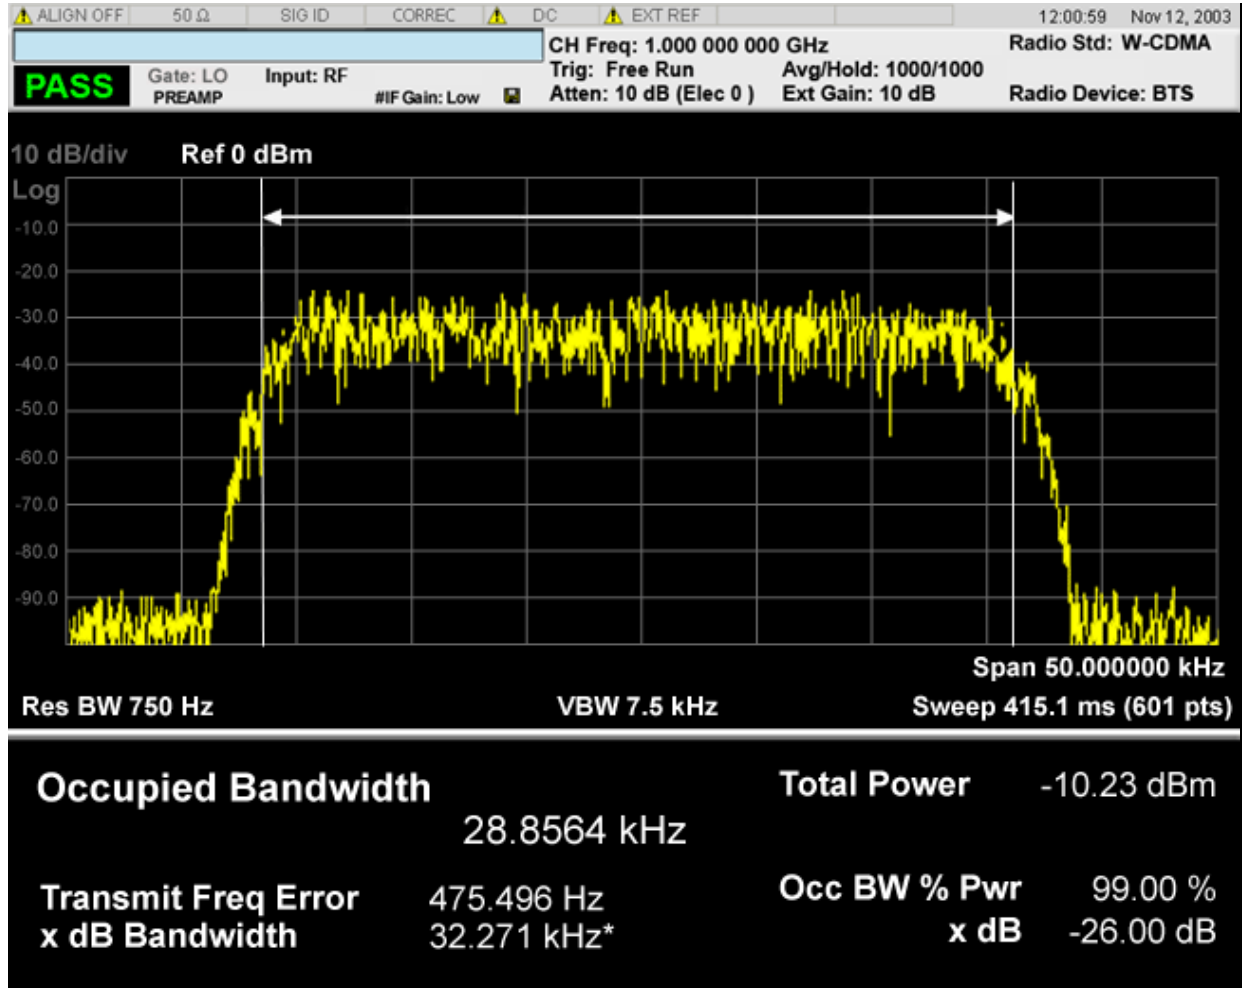 ALIGN OFF 50 Ω SIG ID CORREC DC EXT REF 12:00:59 Nov 12, 2003
CH Freq: 1.000 000 000 GHz Radio Std: W-CDMA
PASS Gate: LO Input: RF Trig: Free Run Avg/Hold: 1000/1000
PREAMP #IF Gain: Low Atten: 10 dB (Elec 0 ) Ext Gain: 10 dB Radio Device: BTS
10 dB/div Ref 0 dBm
Log
-10.0
-20.0
-30.0
-40.0
-50.0
-60.0
-70.0
-80.0
-90.0
Span 50.000000 kHz
Res BW 750 Hz VBW 7.5 kHz Sweep 415.1 ms (601 pts)
Occupied Bandwidth Total Power -10.23 dBm
28.8564 kHz
Transmit Freq Error 475.496 Hz Occ BW % Pwr 99.00 %
x dB Bandwidth 32.271 kHz* x dB -26.00 dB